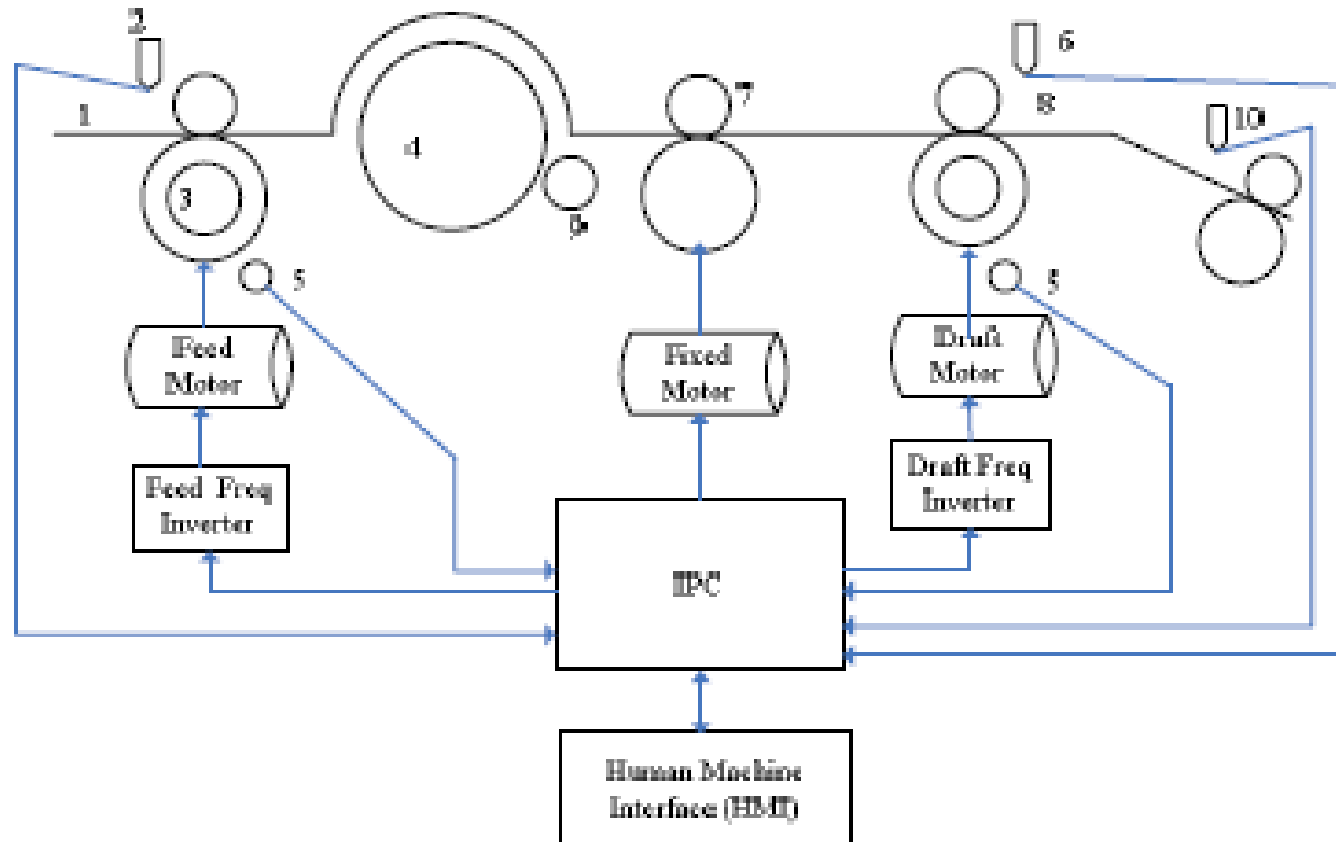 2
6
1
7
8
10
4
3
9
5
5
Feed
Motor
Fixed
Motor
Draft
Motor
Feed Freq
Inverter
Draft Freq
Inverter
IPC
Human Machine
Interface (HMI)